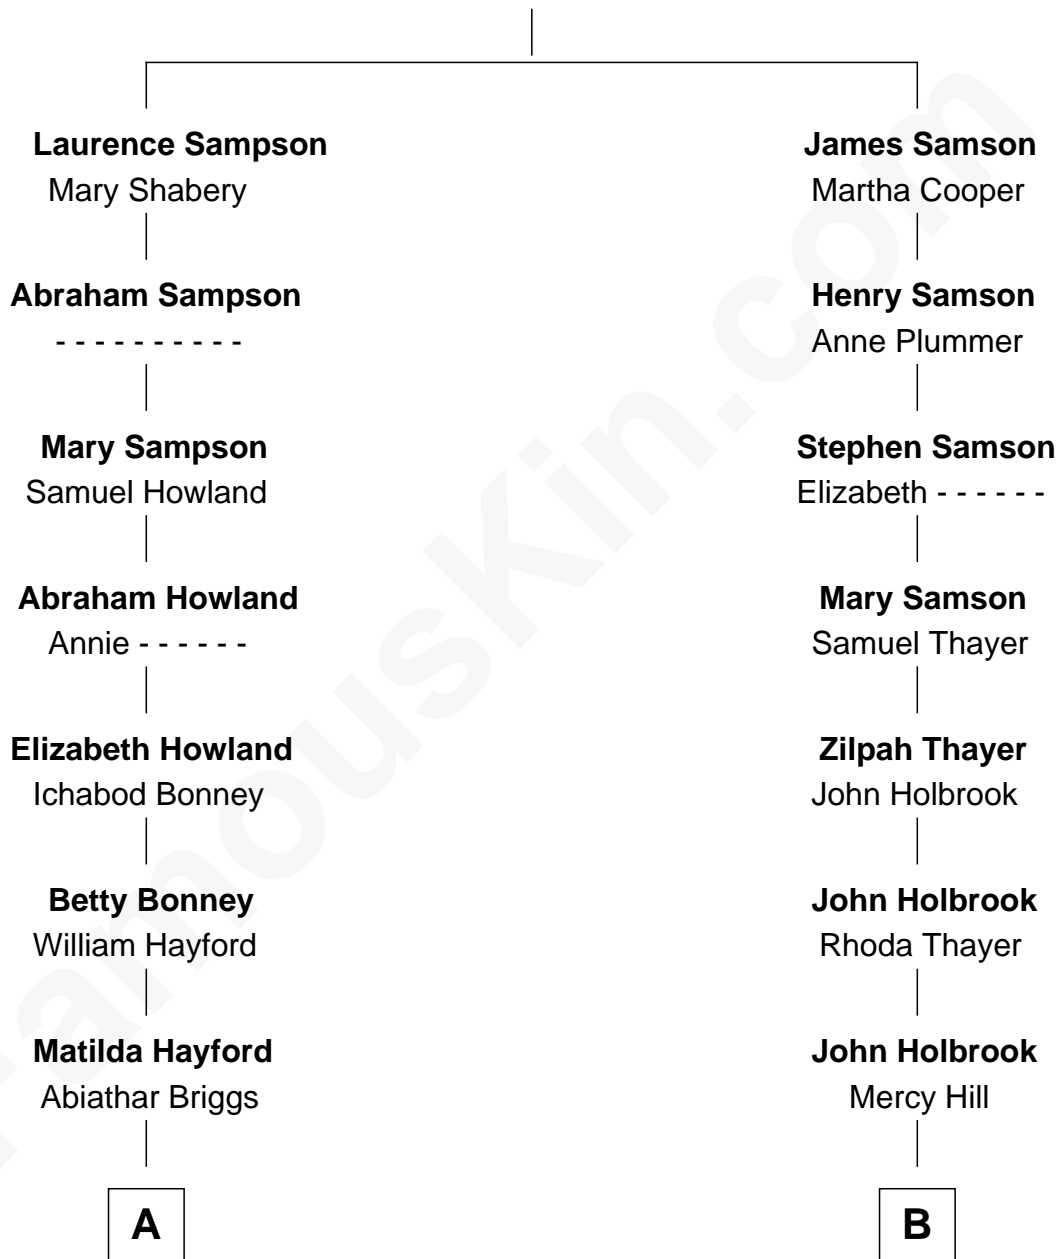 Laurence Sampson
Mary Shabery
Abraham Sampson
- - - - - - - - - -
Mary Sampson
Samuel Howland
Abraham Howland
Annie - - - - - -
Elizabeth Howland
Ichabod Bonney
Betty Bonney
William Hayford
Matilda Hayford
Abiathar Briggs
A
James Samson
Martha Cooper
Henry Samson
Anne Plummer
Stephen Samson
Elizabeth - - - - - -
Mary Samson
Samuel Thayer
Zilpah Thayer
John Holbrook
John Holbrook
Rhoda Thayer
John Holbrook
Mercy Hill
B
FamousKin.com